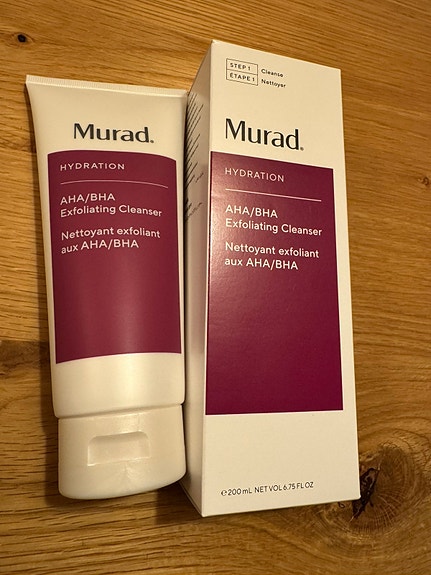 Murad.
HYDRATION
AHA/BHA
Exfoliating Cleanser
Nettoyant exfoliant
aux AHA/BHA
STEP 1 Cleanse
ÉTAPE 1 Nettoyer
Murad.
HYDRATION
AHA/BHA
Exfoliating Cleanser
Nettoyant exfoliant
aux AHA/BHA
℮ 200 mL NET VOL 6.75 FL OZ